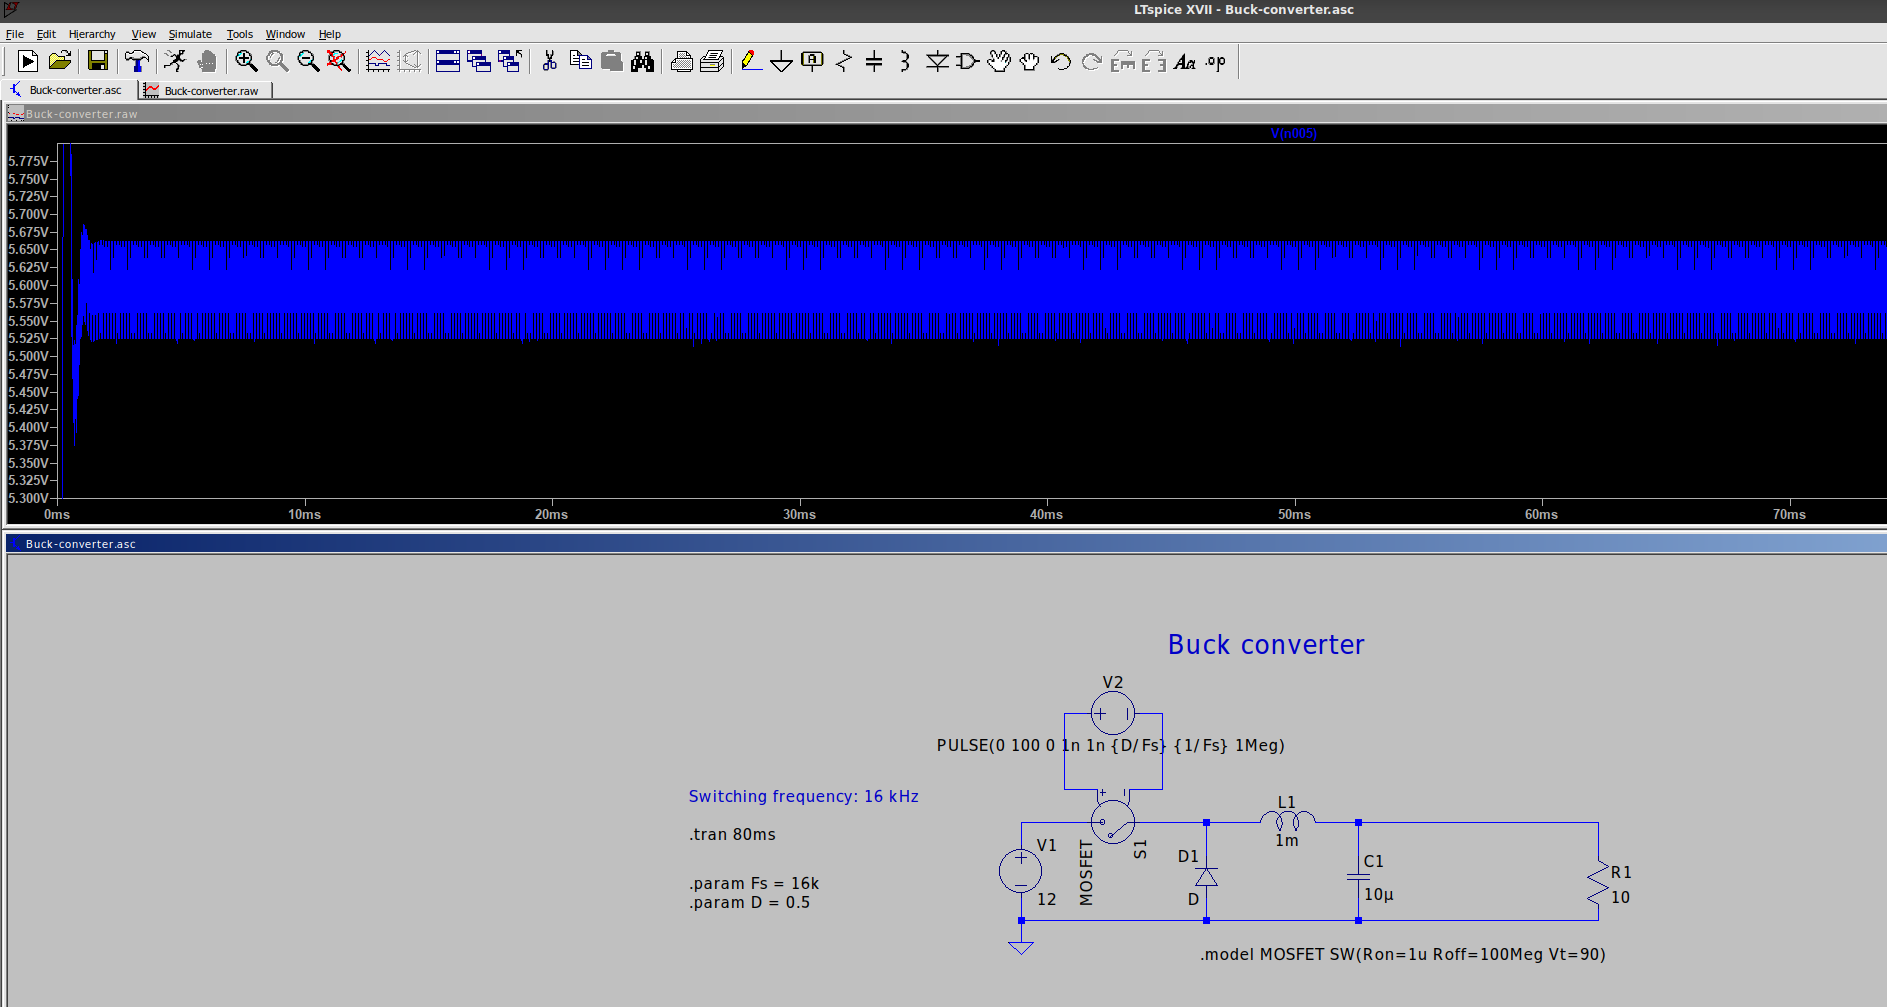 LTspice XVII - Buck-converter.asc
File Edit Hierarchy View Simulate Tools Window Help
Buck-converter.asc Buck-converter.raw
Buck-converter.raw
V(n005)
5.775V
5.750V
5.725V
5.700V
5.675V
5.650V
5.625V
5.600V
5.575V
5.550V
5.525V
5.500V
5.475V
5.450V
5.425V
5.400V
5.375V
5.350V
5.325V
5.300V
0ms 10ms 20ms 30ms 40ms 50ms 60ms 70ms
Buck-converter.asc
Buck converter
V2
PULSE(0 100 0 1n 1n {D/Fs} {1/Fs} 1Meg)
Switching frequency: 16 kHz
.tran 80ms
.param Fs = 16k
.param D = 0.5
V1
12
MOSFET
S1
D1
D
L1
1m
C1
10µ
R1
10
.model MOSFET SW(Ron=1u Roff=100Meg Vt=90)